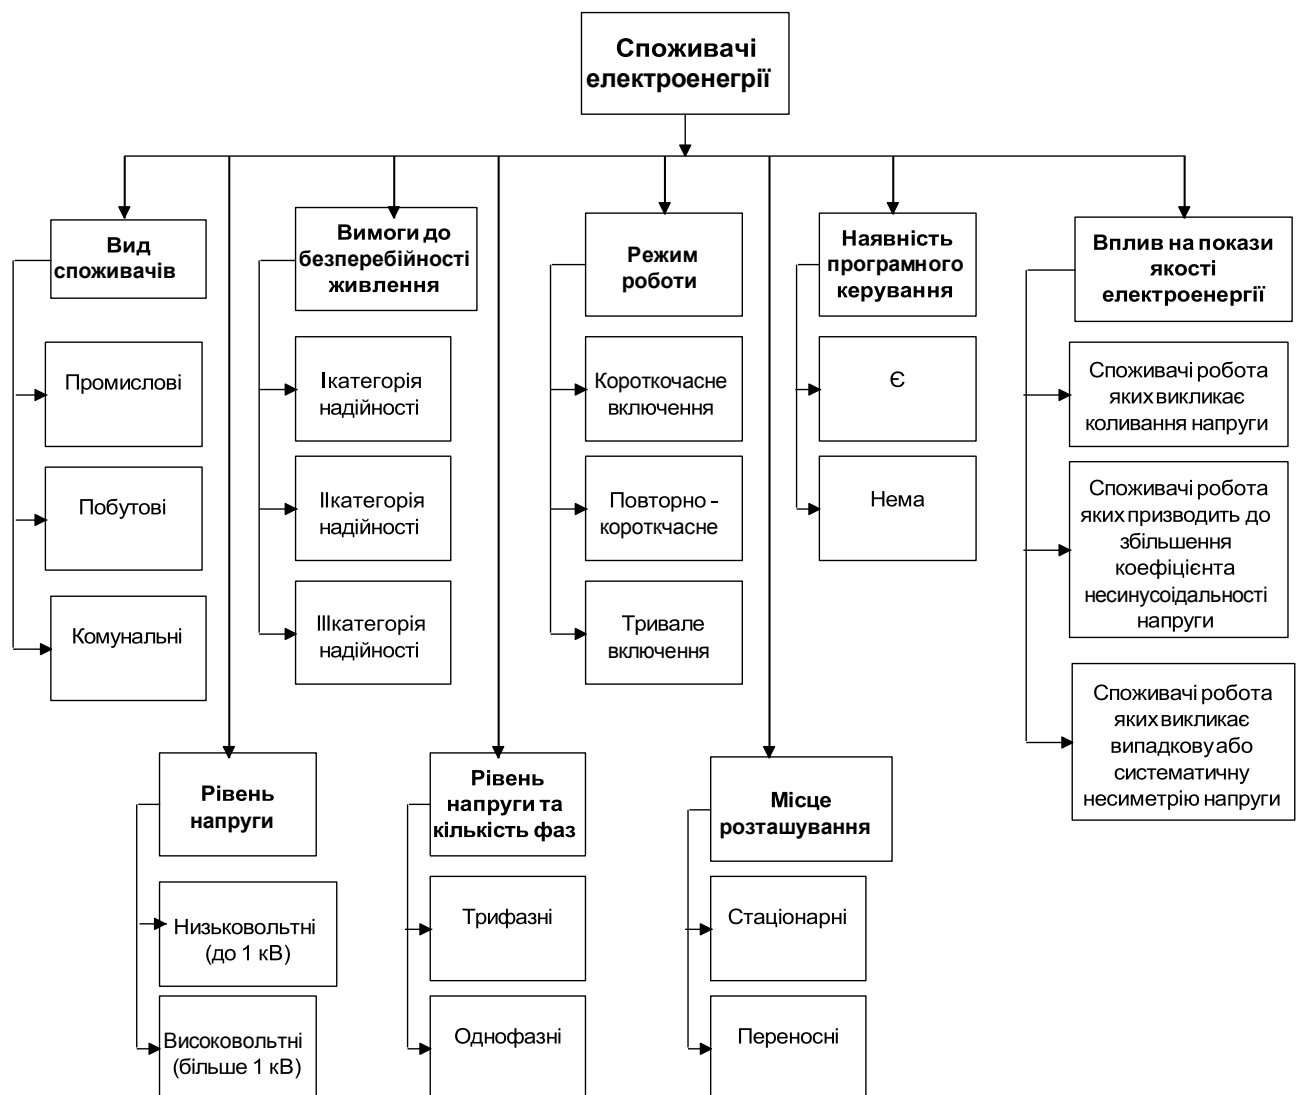 Споживачі
електроенегрії
Вид
споживачів
Промислові
Побутові
Комунальні
Вимоги до
безперебійності
живлення
Iкатегорія
надійності
IIкатегорія
надійності
IIIкатегорія
надійності
Режим
роботи
Короткочасне
включення
Повторно -
короткчасне
Тривале
включення
Наявність
програмного
керування
Є
Нема
Вплив на покази
якості
електроенергії
Споживачі робота
яких викликає
коливання напруги
Споживачі робота
яких призводить до
збільшення
коефіцієнта
несинусоідальності
напруги
Споживачі робота
яких викликає
випадкову або
систематичну
несиметрію напруги
Рівень
напруги
Низьковольтні
(до 1 кВ)
Високовольтні
(більше 1 кВ)
Рівень
напруги та
кількість фаз
Трифазні
Однофазні
Місце
розташування
Стаціонарні
Переносні